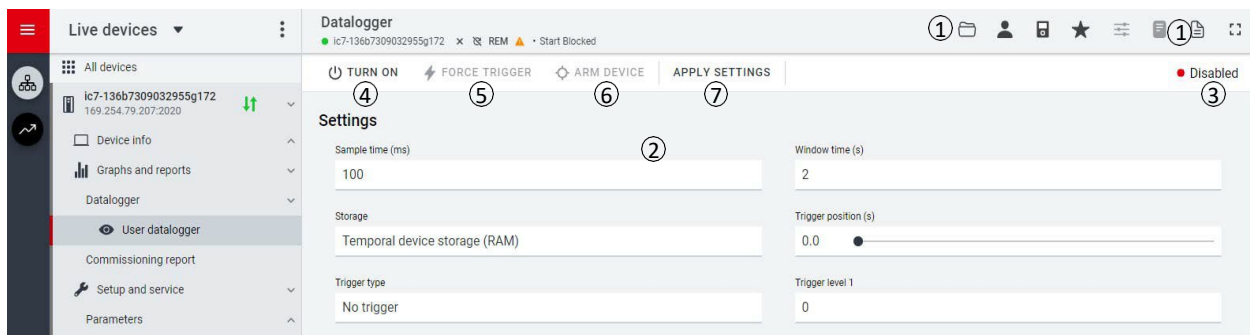 Live devices
Datalogger
ic7-136b7309032955g172 REM • Start Blocked
1
1
All devices
ic7-136b7309032955g172
169.254.79.207:2020
Device info
Graphs and reports
Datalogger
User datalogger
Commissioning report
Setup and service
Parameters
TURN ON FORCE TRIGGER ARM DEVICE APPLY SETTINGS Disabled
4 5 6 7 3
Settings
2
Sample time (ms)
100
Window time (s)
2
Storage
Temporal device storage (RAM)
Trigger position (s)
0.0
Trigger type
No trigger
Trigger level 1
0